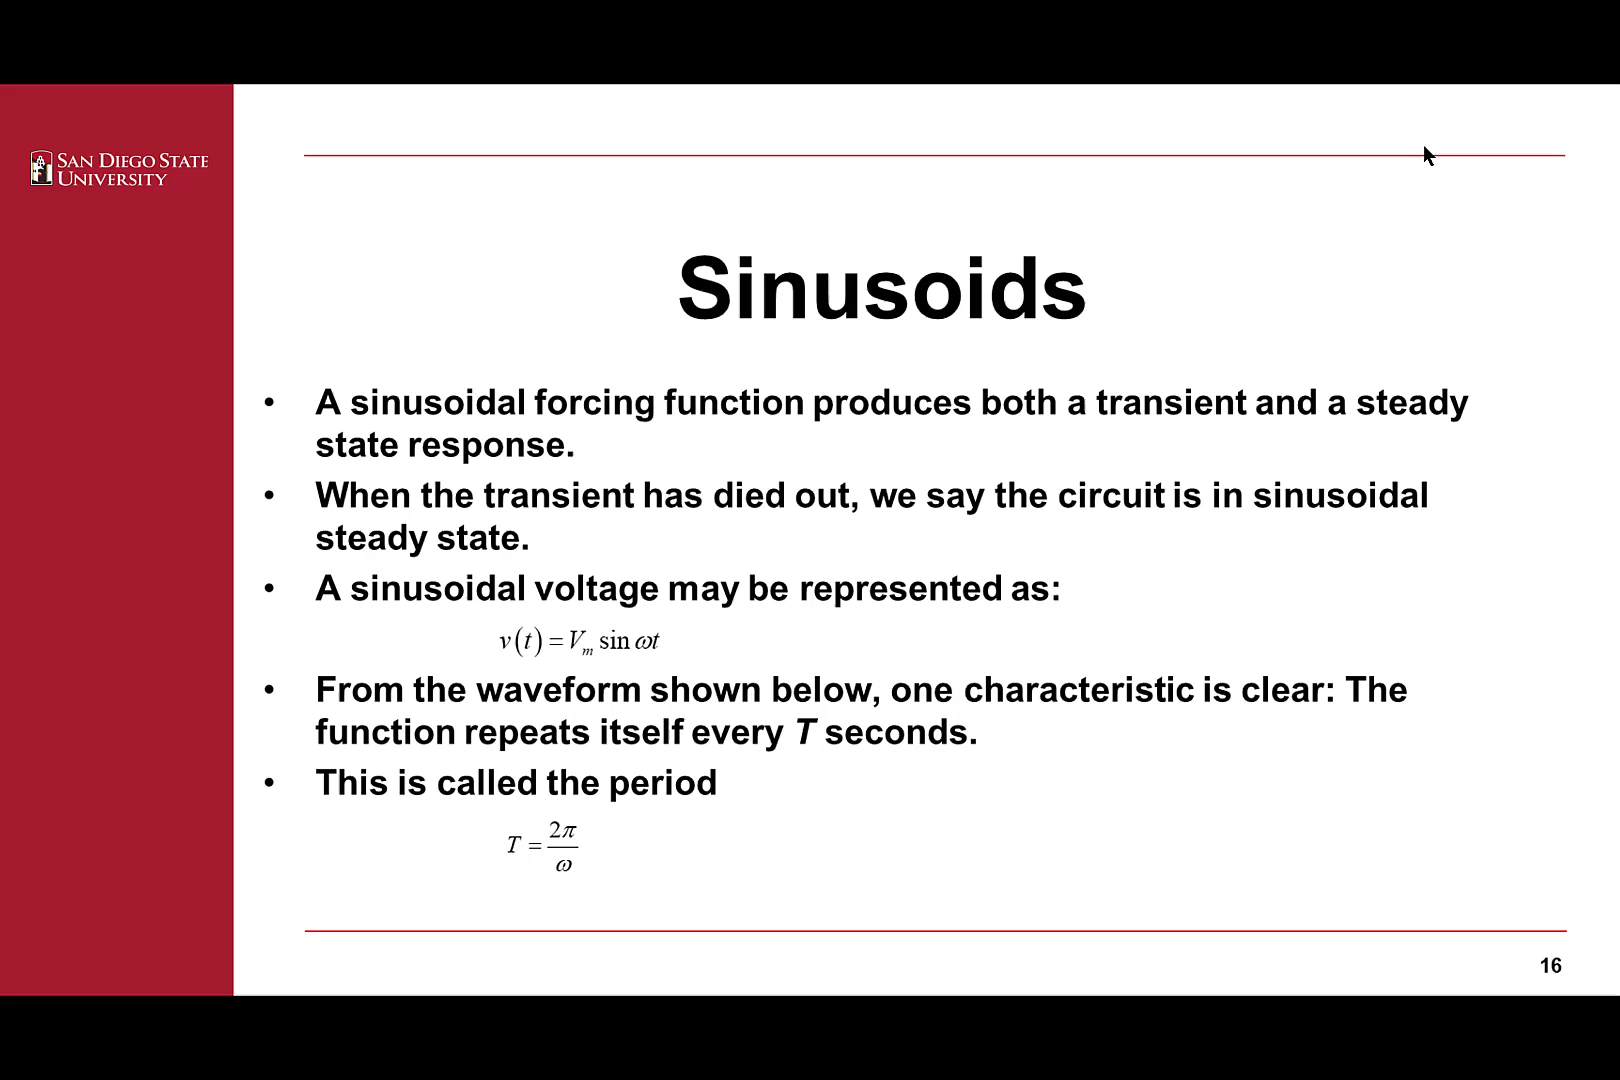 SAN DIEGO STATE
UNIVERSITY
Sinusoids
• A sinusoidal forcing function produces both a transient and a steady
state response.
• When the transient has died out, we say the circuit is in sinusoidal
steady state.
• A sinusoidal voltage may be represented as:
v(t) = Vₘ sin ωt
• From the waveform shown below, one characteristic is clear: The
function repeats itself every T seconds.
• This is called the period
T = 2π/ω
16